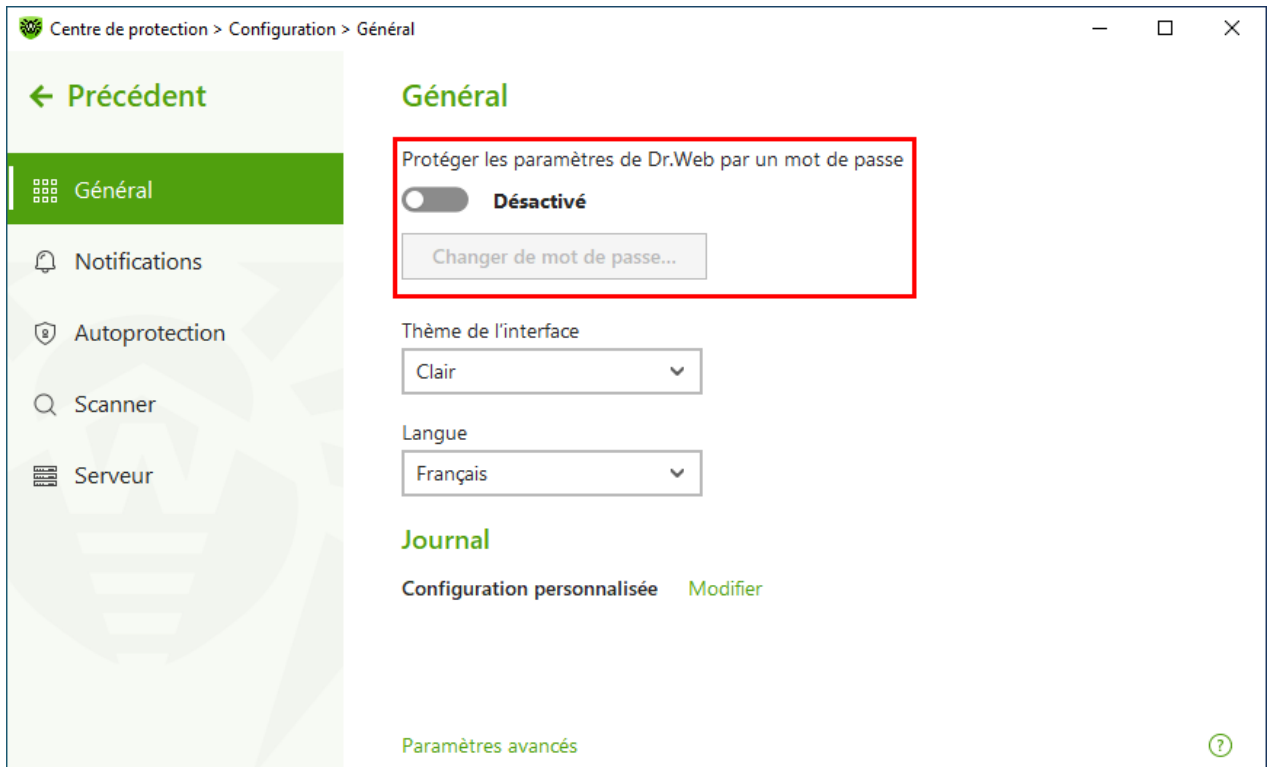 Centre de protection > Configuration > Général
Précédent
Général
Notifications
Autoprotection
Scanner
Serveur
Général
Protéger les paramètres de Dr.Web par un mot de passe
Désactivé
Changer de mot de passe...
Thème de l'interface
Clair
Langue
Français
Journal
Configuration personnalisée Modifier
Paramètres avancés
?